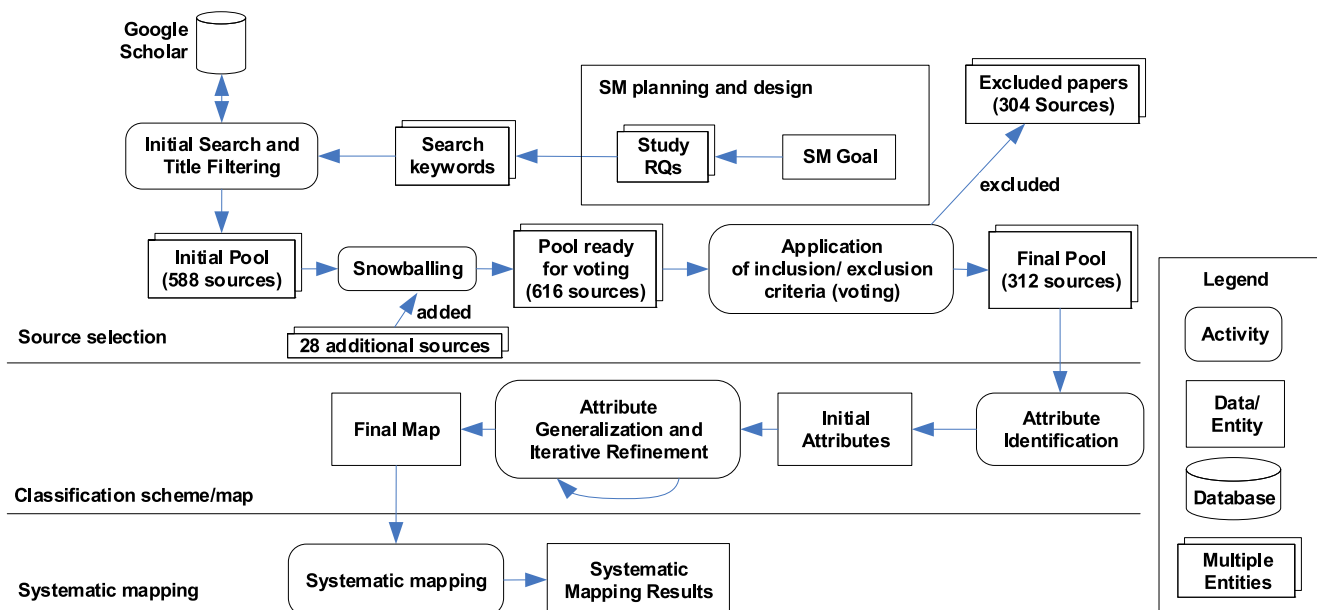 Google
Scholar
SM planning and design
Excluded papers
(304 Sources)
Initial Search and
Title Filtering
Search
keywords
Study
RQs
SM Goal
excluded
Initial Pool
(588 sources)
Snowballing
Pool ready
for voting
(616 sources)
Application
of inclusion/ exclusion
criteria (voting)
Final Pool
(312 sources)
added
28 additional sources
Source selection
Final Map
Attribute
Generalization and
Iterative Refinement
Initial
Attributes
Attribute
Identification
Classification scheme/map
Systematic mapping
Systematic mapping
Systematic
Mapping Results
Legend
Activity
Data/
Entity
Database
Multiple
Entities